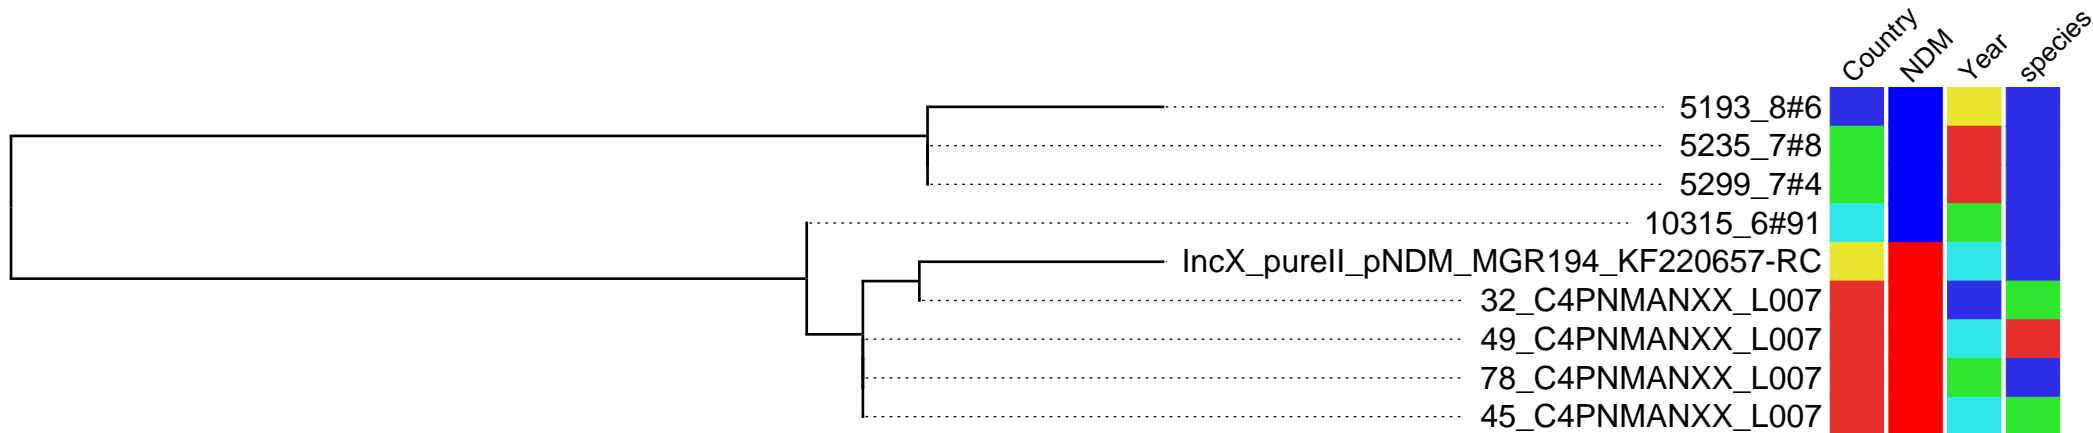 Country NDM Year species
5193_8#6
5235_7#8
5299_7#4
10315_6#91
IncX_pureII_pNDM_MGR194_KF220657-RC
32_C4PNMANXX_L007
49_C4PNMANXX_L007
78_C4PNMANXX_L007
45_C4PNMANXX_L007